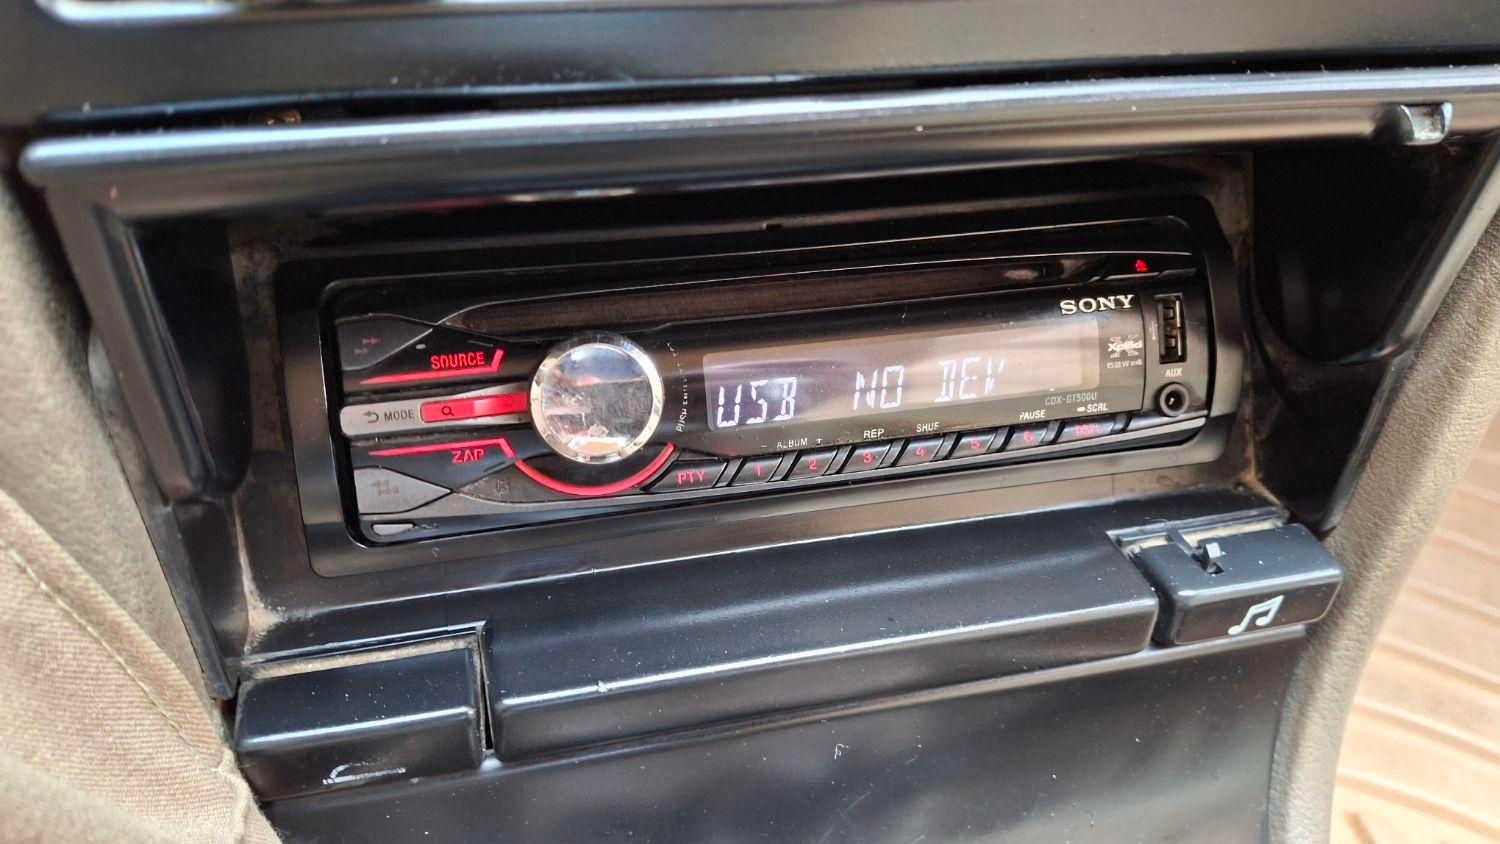 SONY
SOURCE
Xplod
52W x 4
MODE
AUX
USB NO DEV
CDX-GT500U
ZAP
PAUSE
SCRL
ALBUM
REP
SHUF
PTY
1
2
3
4
5
6
DSPL